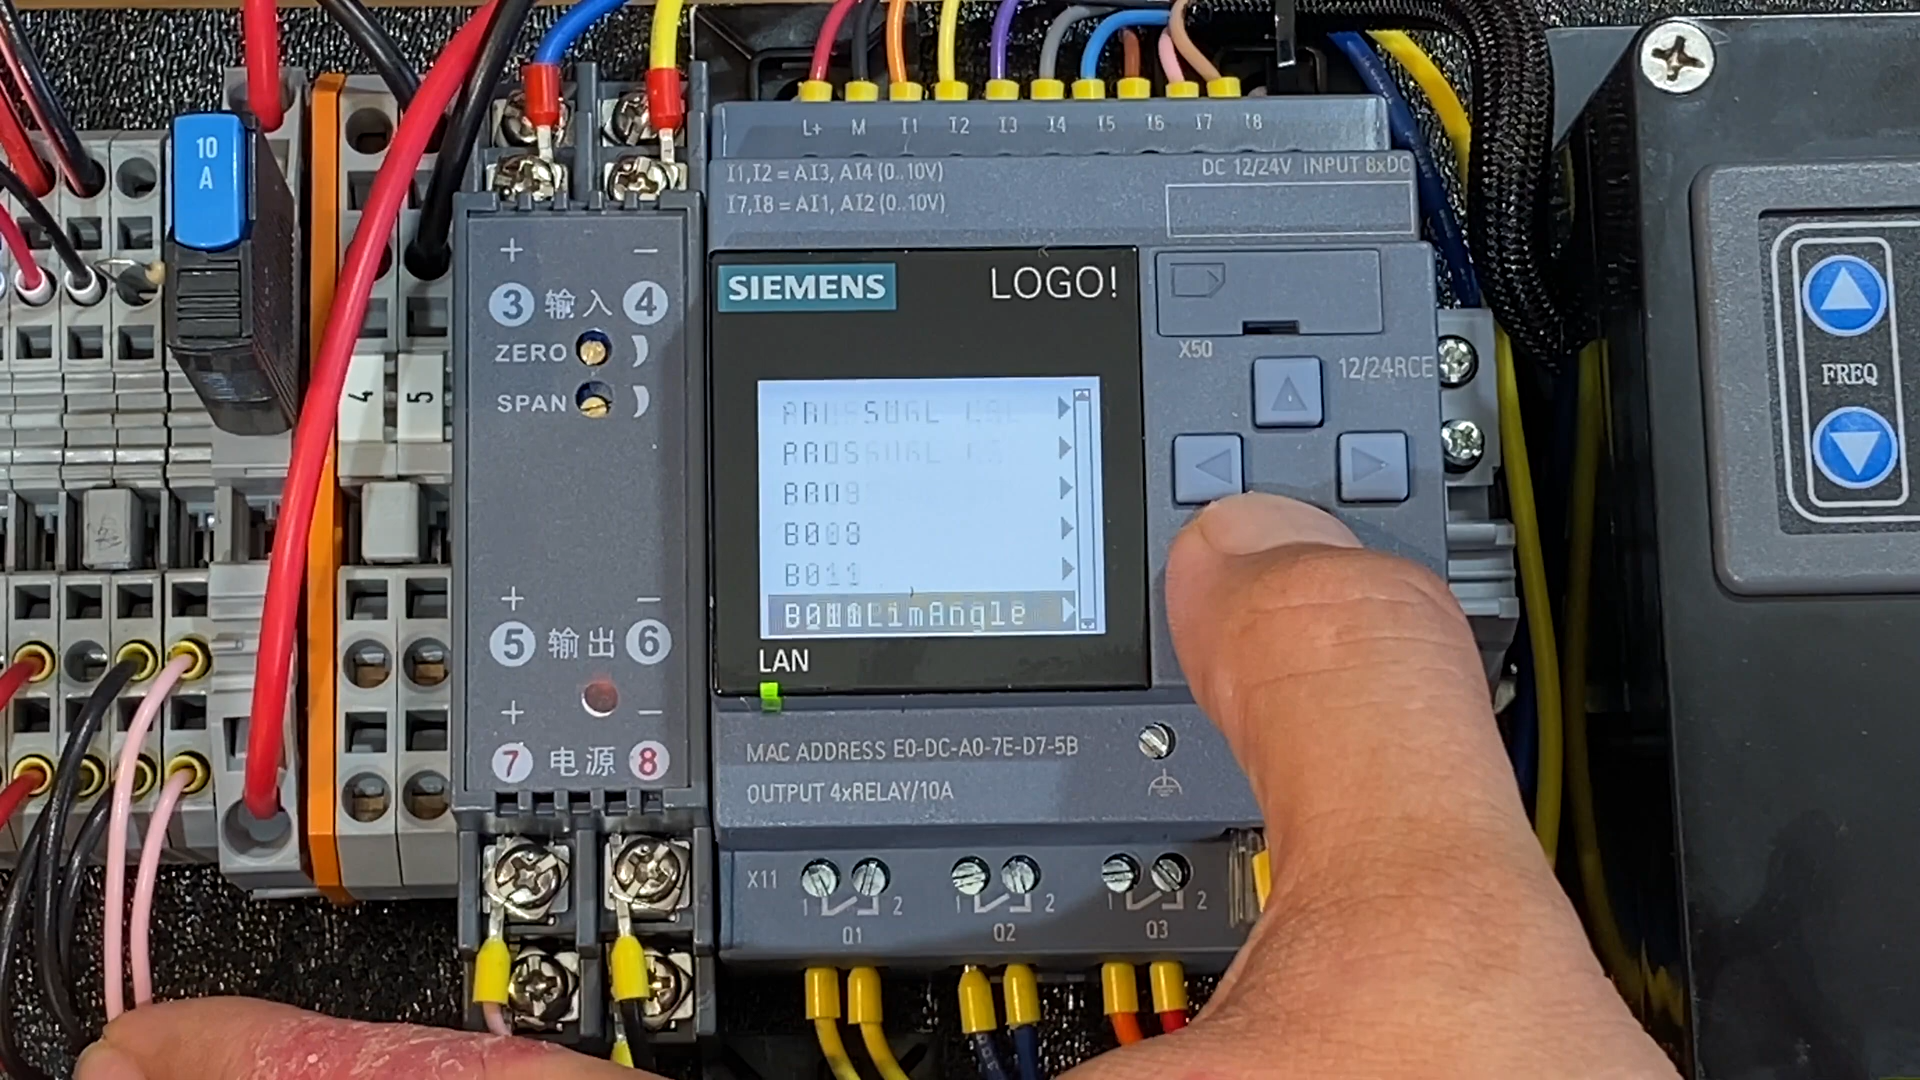 10
A
4
5
+ −
3 输入 4
ZERO
SPAN
+ −
5 输出 6
+ −
7 电源 8
L+ M I1 I2 I3 I4 I5 I6 I7 I8
I1,I2 = AI3, AI4 (0..10V)
I7,I8 = AI1, AI2 (0..10V)
DC 12/24V INPUT 8xDC
SIEMENS
LOGO!
X50
12/24RCE
B011
LimAngle
LAN
MAC ADDRESS E0-DC-A0-7E-D7-5B
OUTPUT 4xRELAY/10A
X11
1 2 1 2 1 2
Q1 Q2 Q3
FREQ